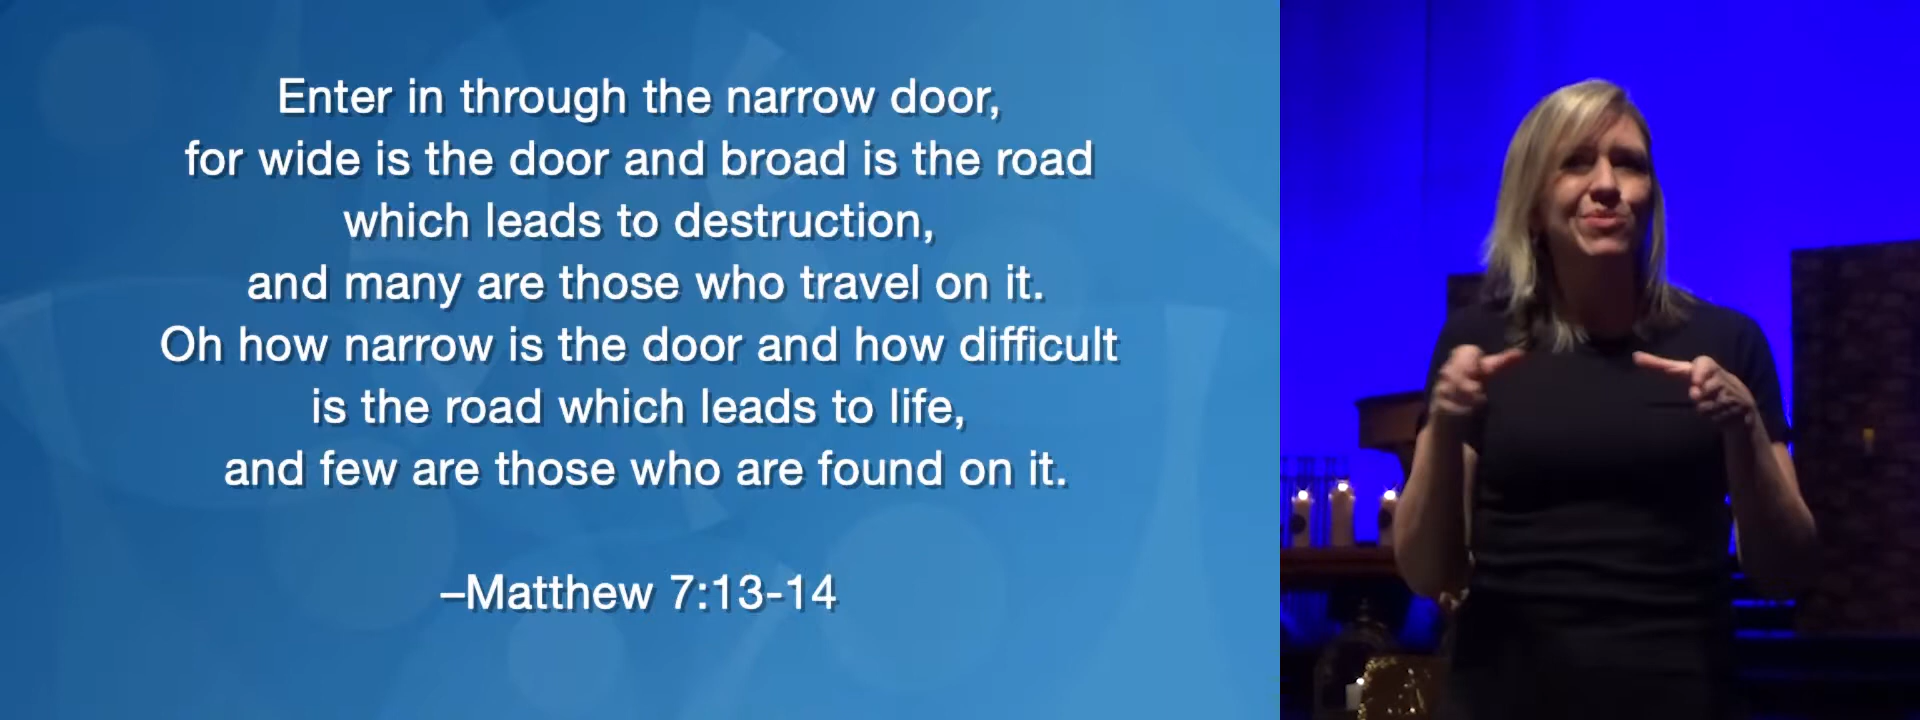 Enter in through the narrow door,
for wide is the door and broad is the road
which leads to destruction,
and many are those who travel on it.
Oh how narrow is the door and how difficult
is the road which leads to life,
and few are those who are found on it.
–Matthew 7:13-14